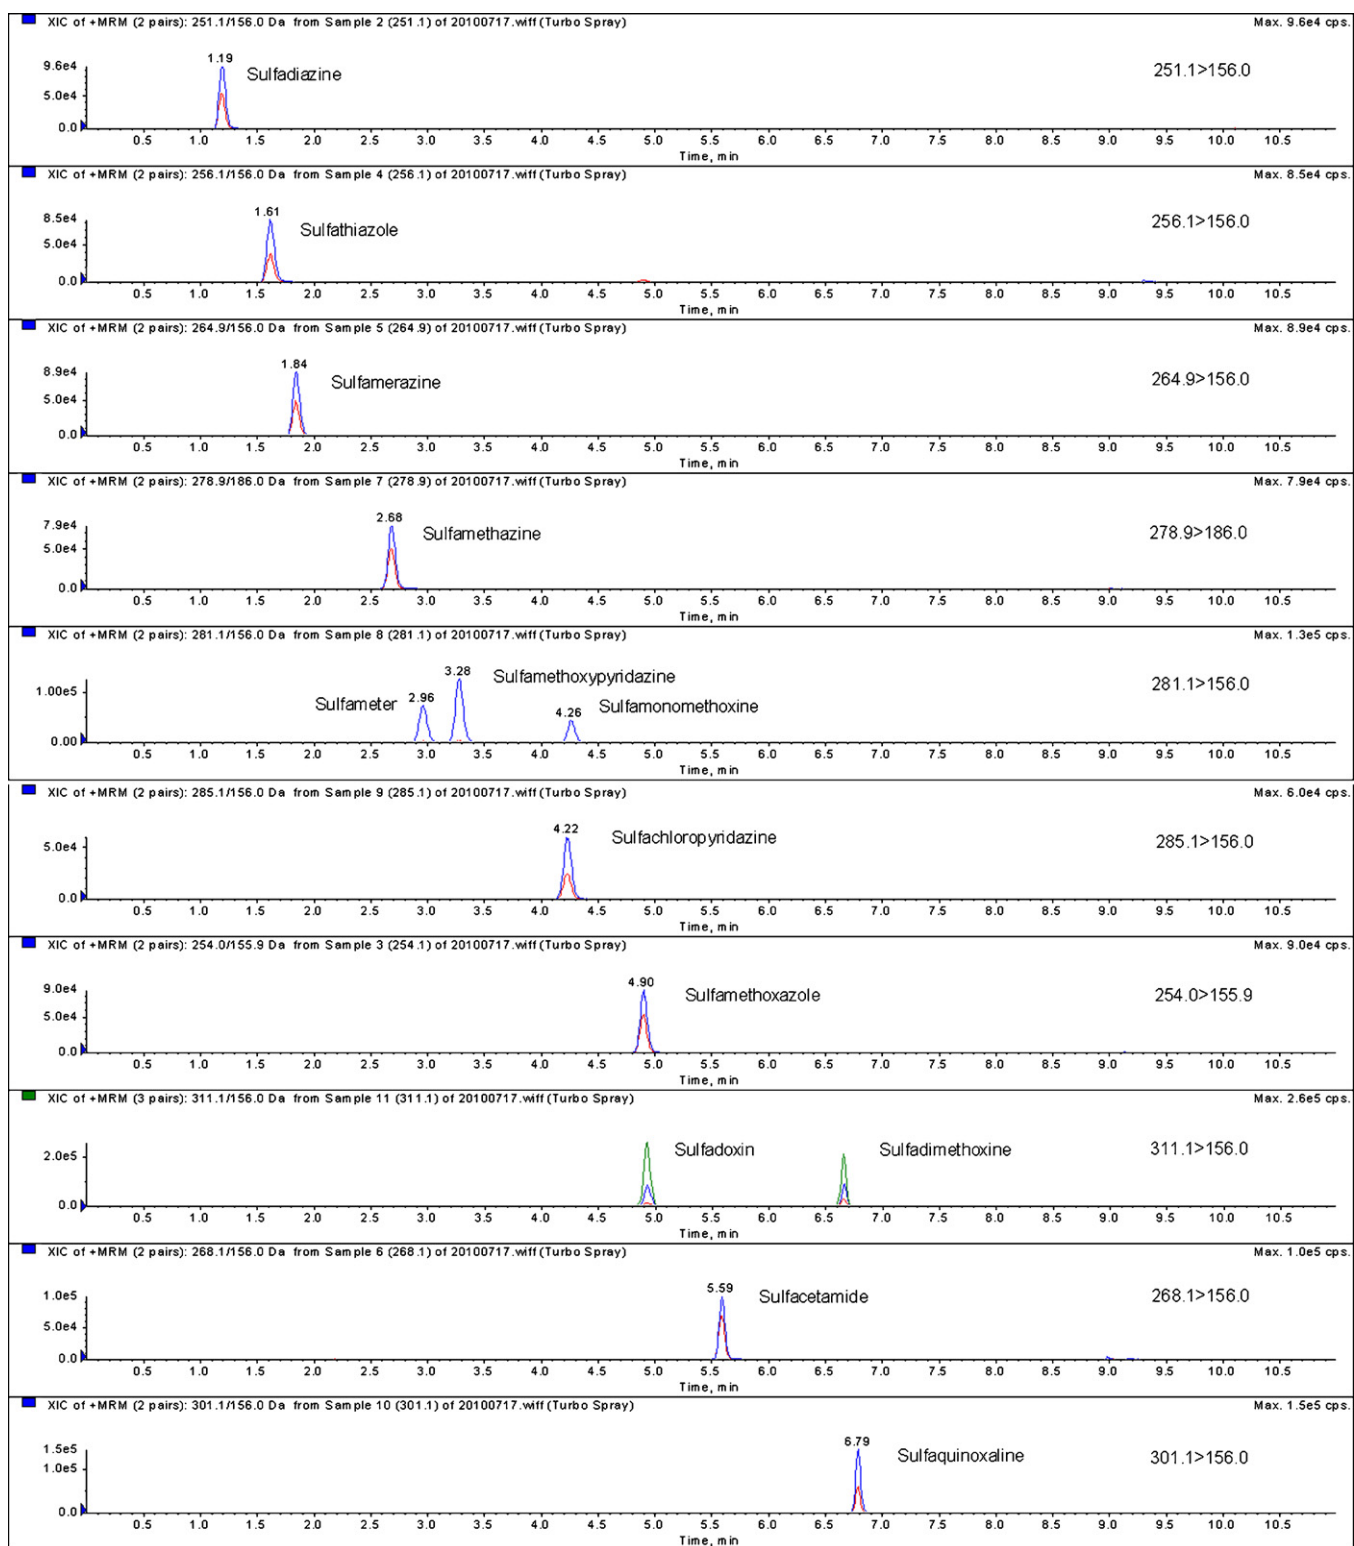 XIC of +MRM (2 pairs): 251.1/156.0 Da from Sample 2 (251.1) of 20100717.wiff (Turbo Spray) Max. 9.6e4 cps.
1.19
9.6e4 Sulfadiazine 251.1>156.0
5.0e4
0.0
0.5 1.0 1.5 2.0 2.5 3.0 3.5 4.0 4.5 5.0 5.5 6.0 6.5 7.0 7.5 8.0 8.5 9.0 9.5 10.0 10.5
Time, min
XIC of +MRM (2 pairs): 256.1/156.0 Da from Sample 4 (256.1) of 20100717.wiff (Turbo Spray) Max. 8.5e4 cps.
1.61
8.5e4 Sulfathiazole 256.1>156.0
5.0e4
0.0
0.5 1.0 1.5 2.0 2.5 3.0 3.5 4.0 4.5 5.0 5.5 6.0 6.5 7.0 7.5 8.0 8.5 9.0 9.5 10.0 10.5
Time, min
XIC of +MRM (2 pairs): 264.9/156.0 Da from Sample 5 (264.9) of 20100717.wiff (Turbo Spray) Max. 8.9e4 cps.
1.84
8.9e4 Sulfamerazine 264.9>156.0
5.0e4
0.0
0.5 1.0 1.5 2.0 2.5 3.0 3.5 4.0 4.5 5.0 5.5 6.0 6.5 7.0 7.5 8.0 8.5 9.0 9.5 10.0 10.5
Time, min
XIC of +MRM (2 pairs): 278.9/186.0 Da from Sample 7 (278.9) of 20100717.wiff (Turbo Spray) Max. 7.9e4 cps.
2.68
7.9e4 Sulfamethazine 278.9>186.0
5.0e4
0.0
0.5 1.0 1.5 2.0 2.5 3.0 3.5 4.0 4.5 5.0 5.5 6.0 6.5 7.0 7.5 8.0 8.5 9.0 9.5 10.0 10.5
Time, min
XIC of +MRM (2 pairs): 281.1/156.0 Da from Sample 8 (281.1) of 20100717.wiff (Turbo Spray) Max. 1.3e5 cps.
3.28 Sulfamethoxypyridazine 281.1>156.0
1.00e5 Sulfameter 2.96 4.26 Sulfamonomethoxine
0.00
0.5 1.0 1.5 2.0 2.5 3.0 3.5 4.0 4.5 5.0 5.5 6.0 6.5 7.0 7.5 8.0 8.5 9.0 9.5 10.0 10.5
Time, min
XIC of +MRM (2 pairs): 285.1/156.0 Da from Sample 9 (285.1) of 20100717.wiff (Turbo Spray) Max. 6.0e4 cps.
4.22 Sulfachloropyridazine 285.1>156.0
5.0e4
0.0
0.5 1.0 1.5 2.0 2.5 3.0 3.5 4.0 4.5 5.0 5.5 6.0 6.5 7.0 7.5 8.0 8.5 9.0 9.5 10.0 10.5
Time, min
XIC of +MRM (2 pairs): 254.0/155.9 Da from Sample 3 (254.1) of 20100717.wiff (Turbo Spray) Max. 9.0e4 cps.
4.90
9.0e4 Sulfamethoxazole 254.0>155.9
5.0e4
0.0
0.5 1.0 1.5 2.0 2.5 3.0 3.5 4.0 4.5 5.0 5.5 6.0 6.5 7.0 7.5 8.0 8.5 9.0 9.5 10.0 10.5
Time, min
XIC of +MRM (3 pairs): 311.1/156.0 Da from Sample 11 (311.1) of 20100717.wiff (Turbo Spray) Max. 2.6e5 cps.
2.0e5 Sulfadoxin Sulfadimethoxine 311.1>156.0
0.0
0.5 1.0 1.5 2.0 2.5 3.0 3.5 4.0 4.5 5.0 5.5 6.0 6.5 7.0 7.5 8.0 8.5 9.0 9.5 10.0 10.5
Time, min
XIC of +MRM (2 pairs): 268.1/156.0 Da from Sample 6 (268.1) of 20100717.wiff (Turbo Spray) Max. 1.0e5 cps.
5.59
1.0e5 Sulfacetamide 268.1>156.0
5.0e4
0.0
0.5 1.0 1.5 2.0 2.5 3.0 3.5 4.0 4.5 5.0 5.5 6.0 6.5 7.0 7.5 8.0 8.5 9.0 9.5 10.0 10.5
Time, min
XIC of +MRM (2 pairs): 301.1/156.0 Da from Sample 10 (301.1) of 20100717.wiff (Turbo Spray) Max. 1.5e5 cps.
6.79
1.5e5 Sulfaquinoxaline 301.1>156.0
1.0e5
0.0
0.5 1.0 1.5 2.0 2.5 3.0 3.5 4.0 4.5 5.0 5.5 6.0 6.5 7.0 7.5 8.0 8.5 9.0 9.5 10.0 10.5
Time, min